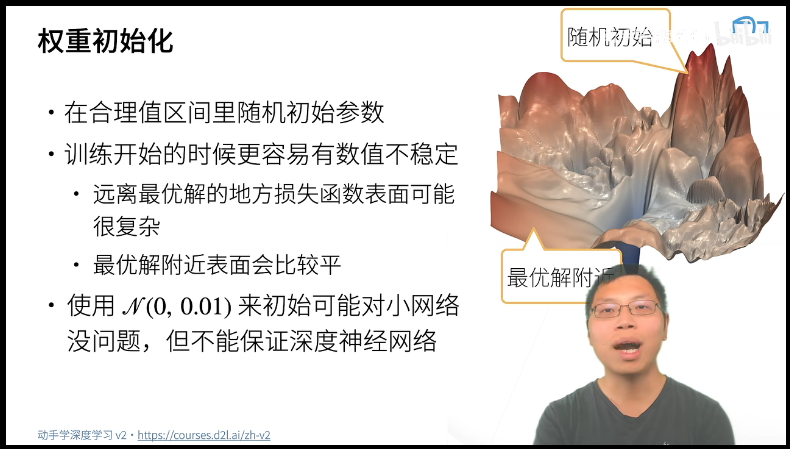 权重初始化
随机初始
• 在合理值区间里随机初始参数
• 训练开始的时候更容易有数值不稳定
• 远离最优解的地方损失函数表面可能
很复杂
• 最优解附近表面会比较平
最优解附近
• 使用 𝒩(0, 0.01) 来初始可能对小网络
没问题，但不能保证深度神经网络
动手学深度学习 v2 • https://courses.d2l.ai/zh-v2